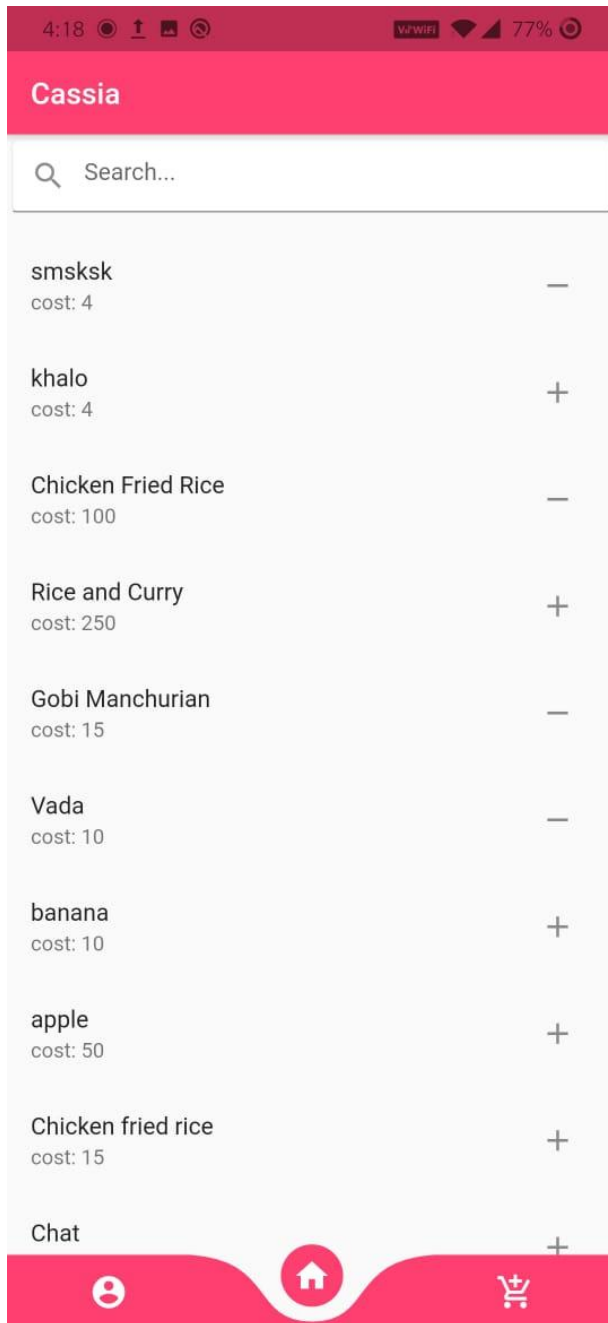 4:18 77%
Cassia
Search...
smsksk
cost: 4
khalo
cost: 4
Chicken Fried Rice
cost: 100
Rice and Curry
cost: 250
Gobi Manchurian
cost: 15
Vada
cost: 10
banana
cost: 10
apple
cost: 50
Chicken fried rice
cost: 15
Chat